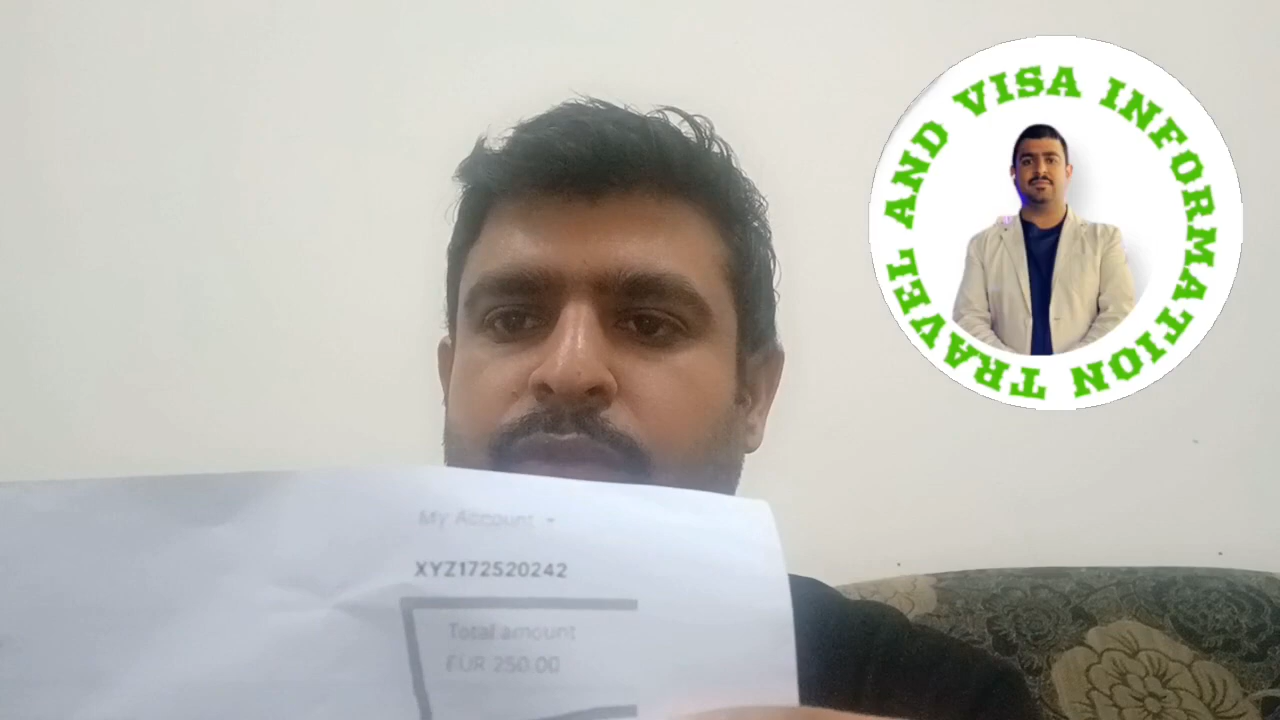 TRAVEL AND VISA INFORMATION
My Account
XYZ172520242
Total amount
EUR 250.00